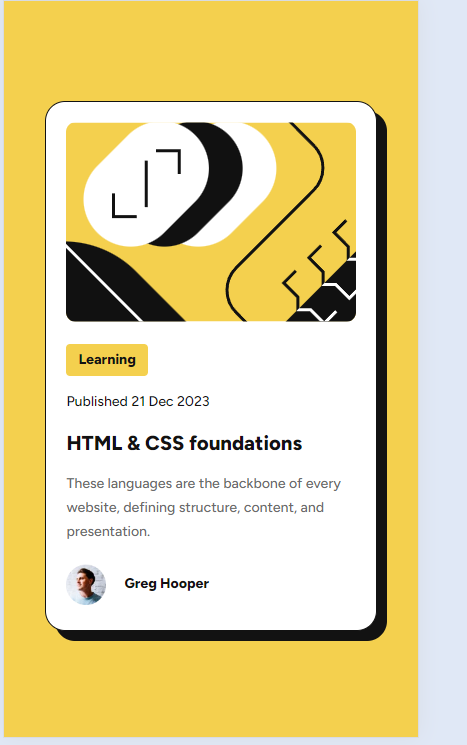 Learning
Published 21 Dec 2023
HTML & CSS foundations
These languages are the backbone of every
website, defining structure, content, and
presentation.
Greg Hooper